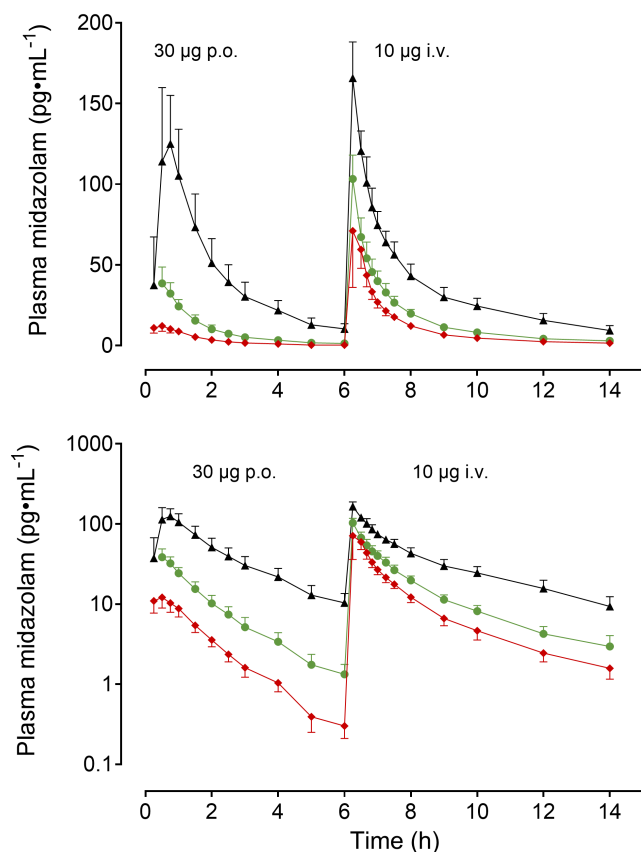 200
30 µg p.o.
10 µg i.v.
150
100
50
0
Plasma midazolam (pg•mL⁻¹)
0 2 4 6 8 10 12 14
1000
30 µg p.o.
10 µg i.v.
100
10
1
0.1
Plasma midazolam (pg•mL⁻¹)
0 2 4 6 8 10 12 14
Time (h)